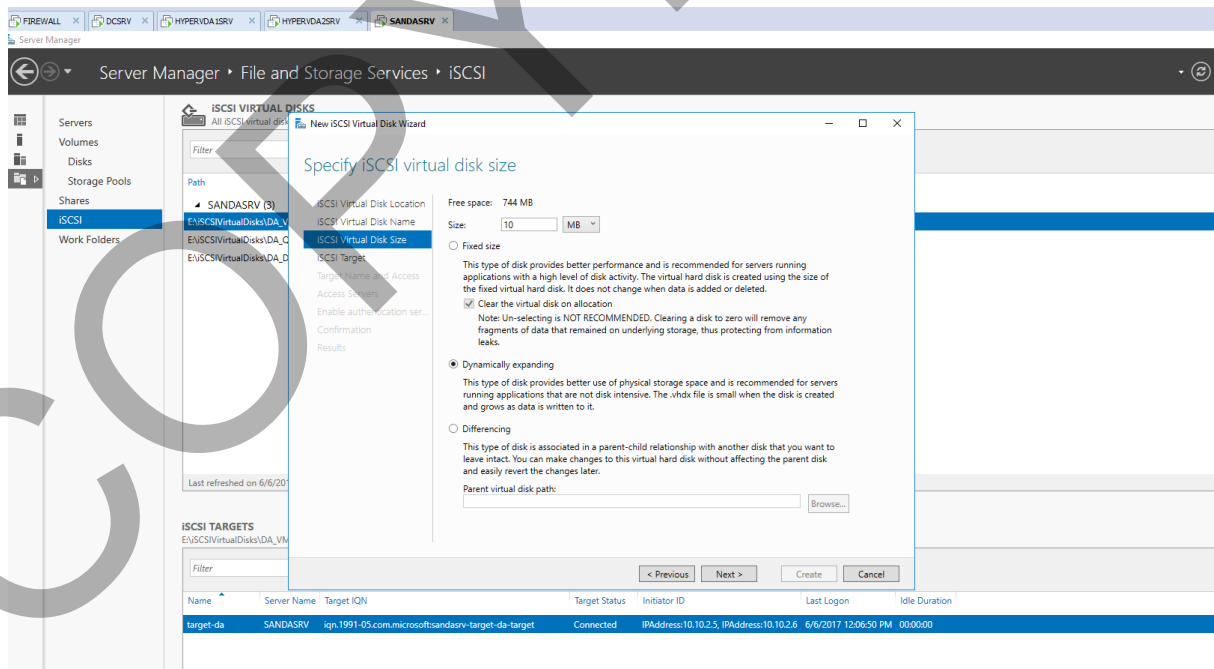 FIREWALL × DCSRV × HYPERVDA1SRV × HYPERVDA2SRV × SANDASRV ×
Server Manager
Server Manager ‣ File and Storage Services ‣ iSCSI
Servers
Volumes
Disks
Storage Pools
Shares
iSCSI
Work Folders
iSCSI VIRTUAL DISKS
All iSCSI virtual disk
Filter
Path
SANDASRV (3)
E:\iSCSIVirtualDisks\DA_V
E:\iSCSIVirtualDisks\DA_Q
E:\iSCSIVirtualDisks\DA_D
Last refreshed on 6/6/201
New iSCSI Virtual Disk Wizard
Specify iSCSI virtual disk size
iSCSI Virtual Disk Location
iSCSI Virtual Disk Name
iSCSI Virtual Disk Size
iSCSI Target
Target Name and Access
Access Servers
Enable authentication ser...
Confirmation
Results
Free space: 744 MB
Size: 10 MB
Fixed size
This type of disk provides better performance and is recommended for servers running
applications with a high level of disk activity. The virtual hard disk is created using the size of
the fixed virtual hard disk. It does not change when data is added or deleted.
Clear the virtual disk on allocation
Note: Un-selecting is NOT RECOMMENDED. Clearing a disk to zero will remove any
fragments of data that remained on underlying storage, thus protecting from information
leaks.
Dynamically expanding
This type of disk provides better use of physical storage space and is recommended for servers
running applications that are not disk intensive. The .vhdx file is small when the disk is created
and grows as data is written to it.
Differencing
This type of disk is associated in a parent-child relationship with another disk that you want to
leave intact. You can make changes to this virtual hard disk without affecting the parent disk
and easily revert the changes later.
Parent virtual disk path:
Browse...
< Previous Next > Create Cancel
iSCSI TARGETS
E:\iSCSIVirtualDisks\DA_VM
Filter
Name Server Name Target IQN Target Status Initiator ID Last Logon Idle Duration
target-da SANDASRV iqn.1991-05.com.microsoft:sandasrv-target-da-target Connected IPAddress:10.10.2.5, IPAddress:10.10.2.6 6/6/2017 12:06:50 PM 00:00:00
COPY